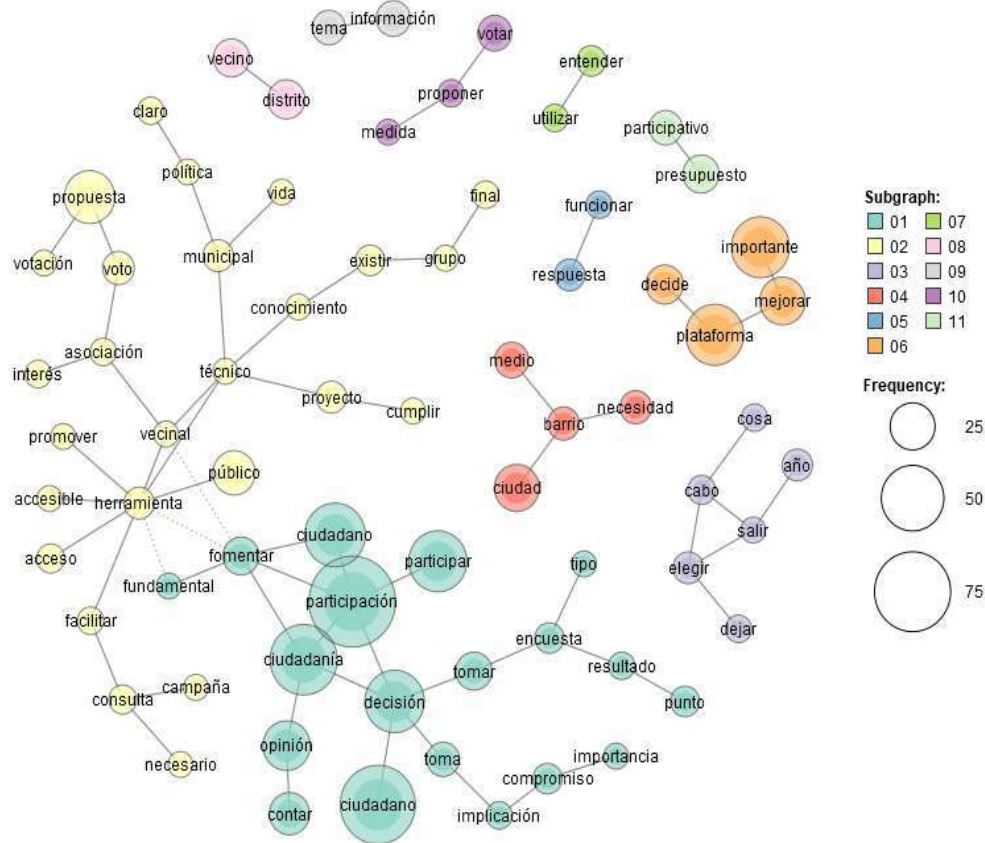 tema
información
votar
vecino
distrito
entender
proponer
utilizar
medida
claro
participativo
presupuesto
política
vida
final
propuesta
funcionar
votación
voto
municipal
existir
grupo
respuesta
conocimiento
importante
decide
mejorar
plataforma
asociación
interés
técnico
medio
proyecto
cumplir
necesidad
barrio
promover
vecinal
público
ciudad
accesible
herramienta
cosa
año
cabo
salir
elegir
dejar
acceso
fomentar
ciudadano
participar
fundamental
participación
tipo
facilitar
ciudadanía
encuesta
tomar
resultado
punto
consulta
campaña
decisión
necesario
opinión
toma
importancia
compromiso
contar
ciudadano
implicación
Subgraph:
01 07
02 08
03 09
04 10
05 11
06
Frequency:
25
50
75